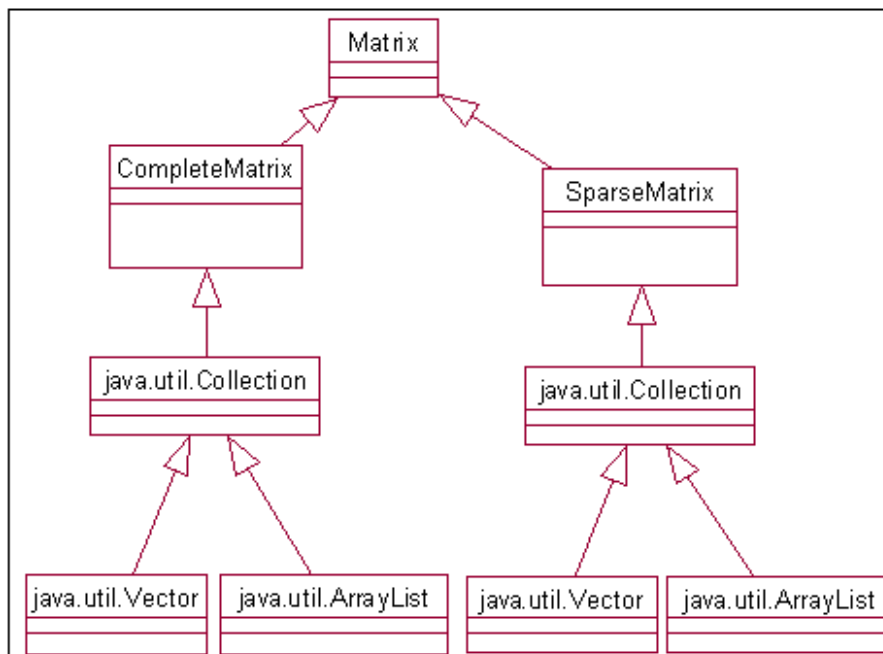 Matrix
CompleteMatrix
SparseMatrix
java.util.Collection
java.util.Collection
java.util.Vector
java.util.ArrayList
java.util.Vector
java.util.ArrayList